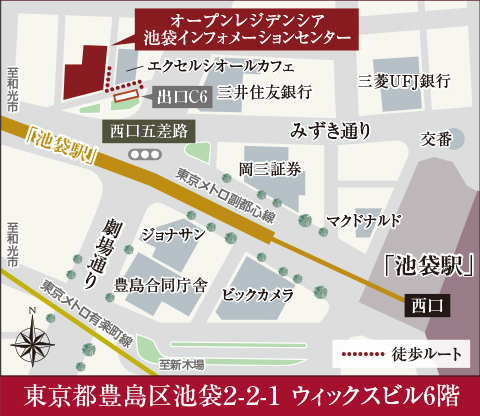 オープンレジデンシア
池袋インフォメーションセンター
至和光市
エクセルシオールカフェ
出口C6
三井住友銀行
三菱UFJ銀行
西口五差路
みずき通り
交番
「池袋駅」
岡三証券
東京メトロ副都心線
マクドナルド
至和光市
劇場通り
ジョナサン
「池袋駅」
豊島合同庁舎
ビックカメラ
西口
東京メトロ有楽町線
N
至新木場
徒歩ルート
東京都豊島区池袋2-2-1 ウィックスビル6階